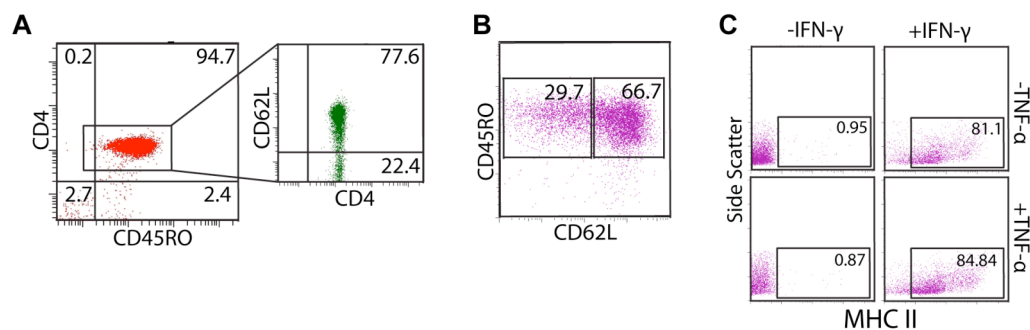 A
CD4
0.2
94.7
2.7
2.4
CD45RO
CD62L
77.6
22.4
CD4
B
CD45RO
29.7
66.7
CD62L
C
-IFN-γ
+IFN-γ
Side Scatter
0.95
81.1
-TNF-α
0.87
84.84
+TNF-α
MHC II